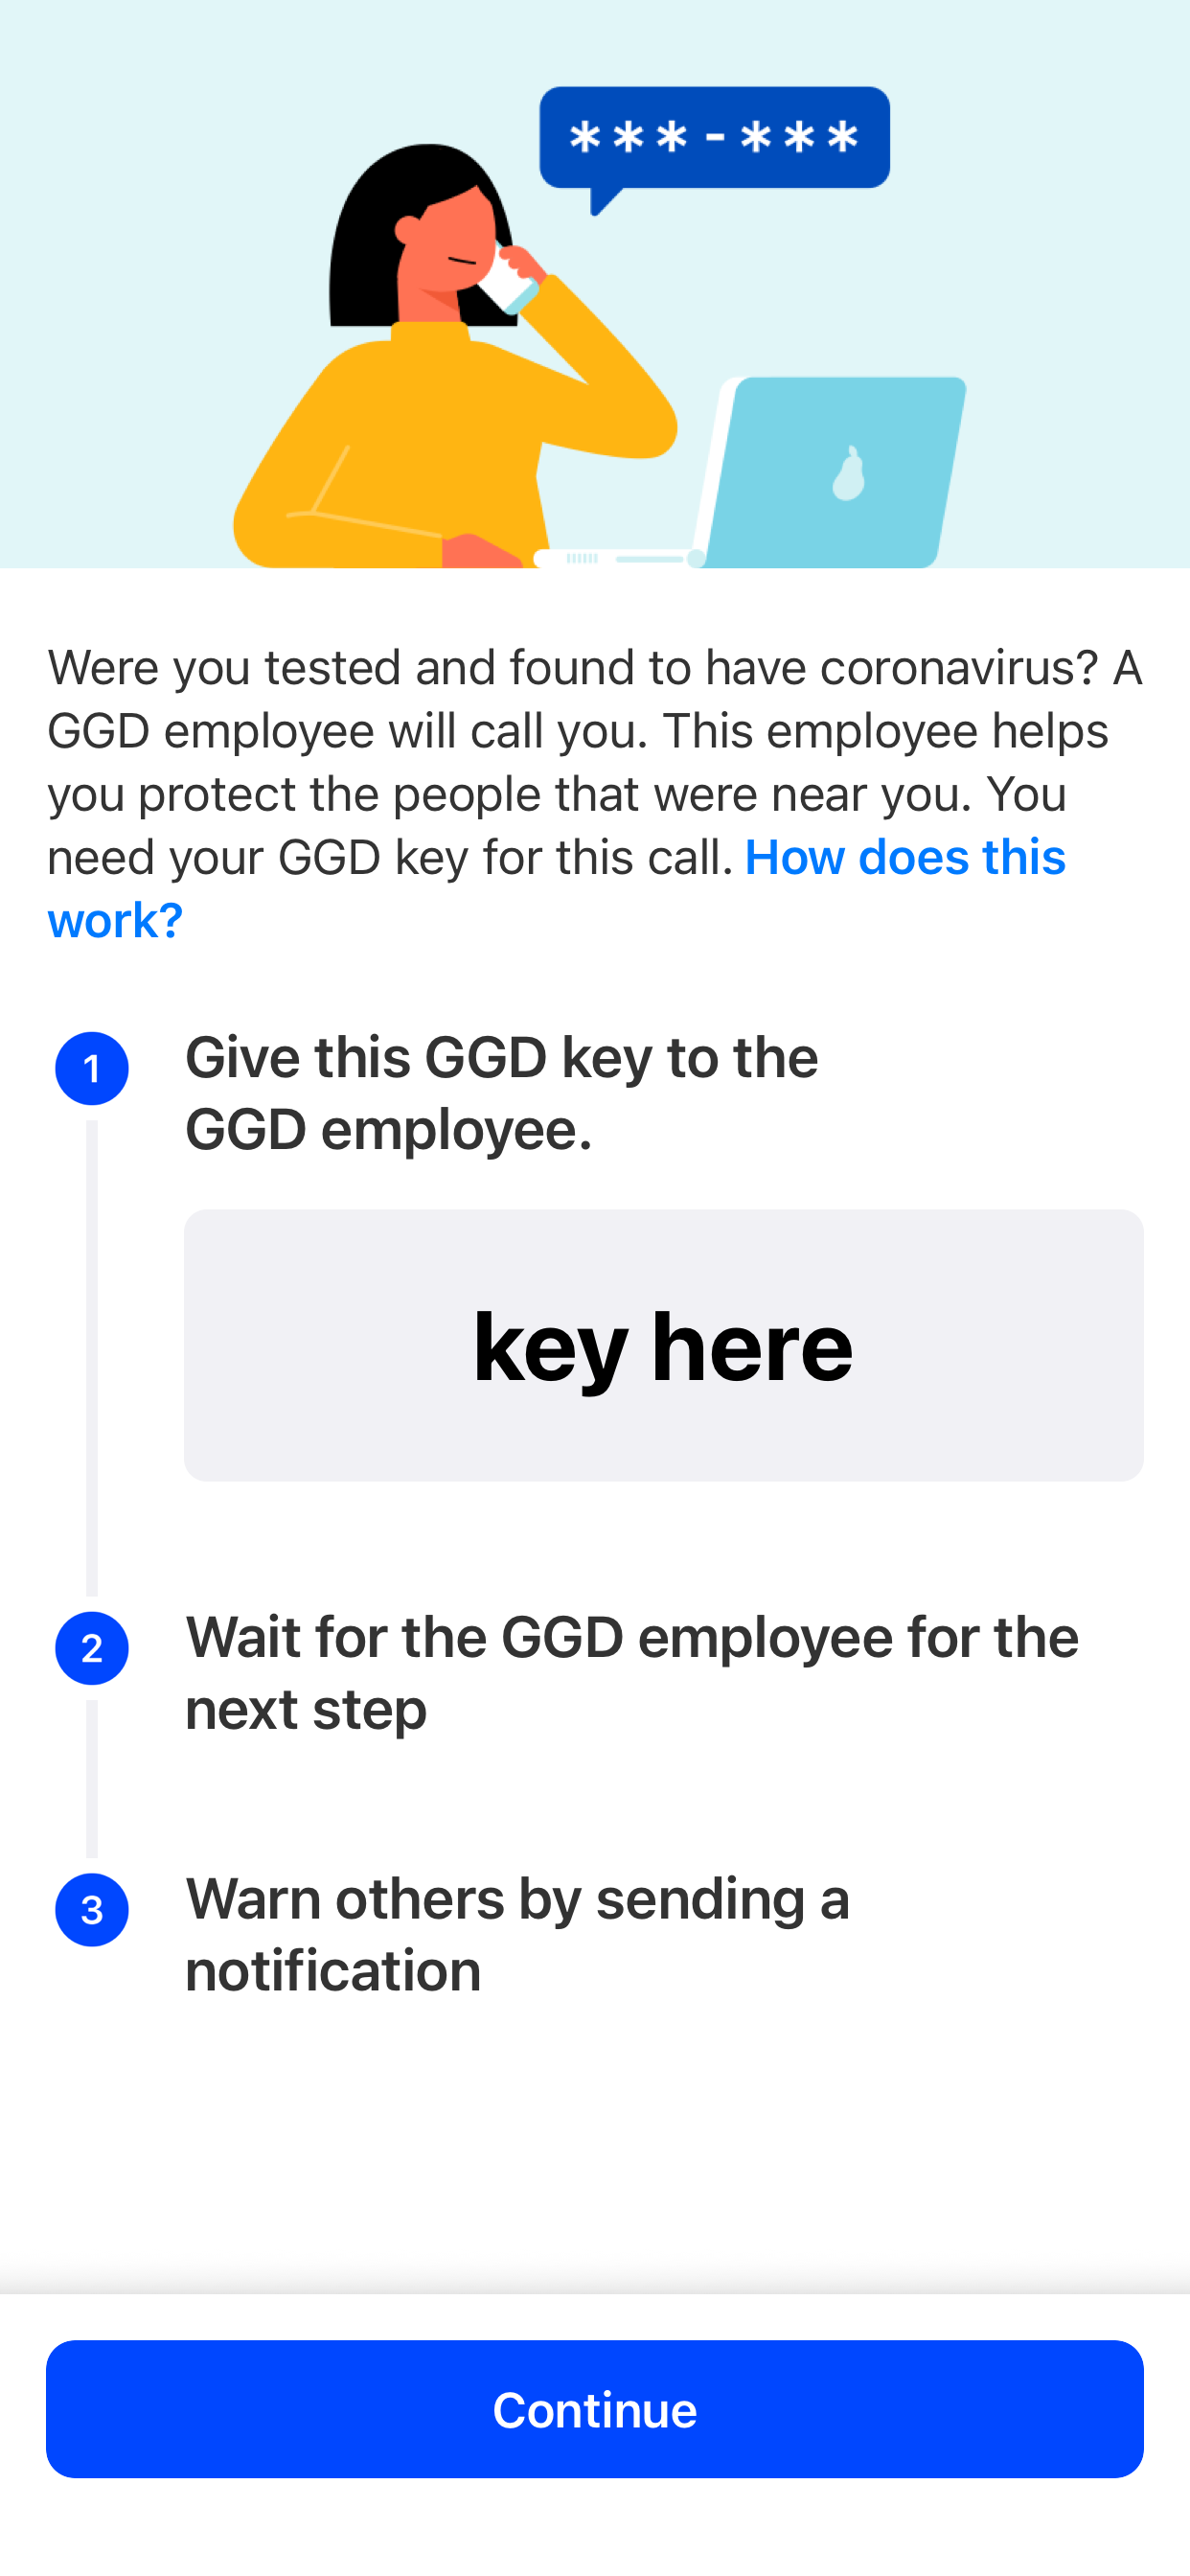 ***-***
Were you tested and found to have coronavirus? A
GGD employee will call you. This employee helps
you protect the people that were near you. You
need your GGD key for this call. How does this
work?
1
Give this GGD key to the
GGD employee.
key here
2
Wait for the GGD employee for the
next step
3
Warn others by sending a
notification
Continue